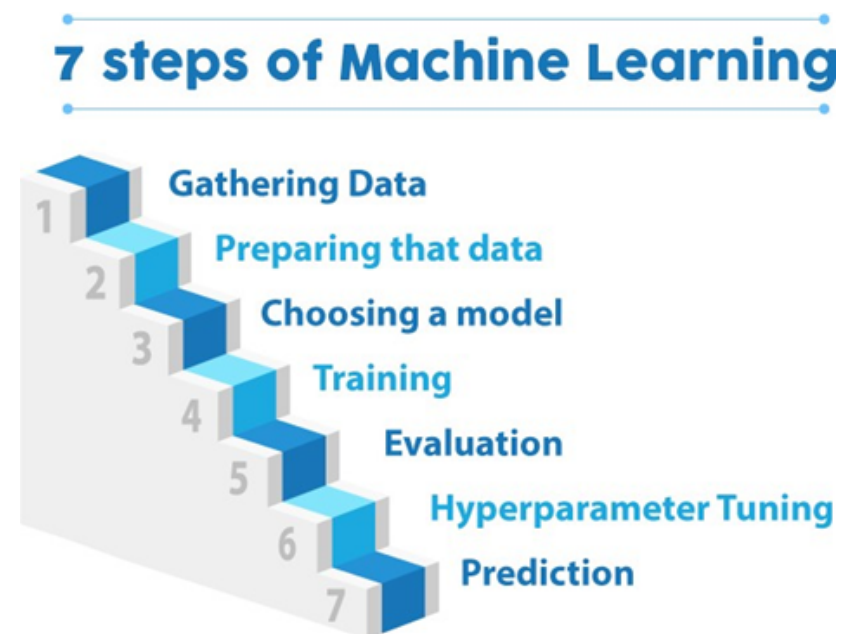 7 steps of Machine Learning
1 Gathering Data
2 Preparing that data
3 Choosing a model
4 Training
5 Evaluation
6 Hyperparameter Tuning
7 Prediction